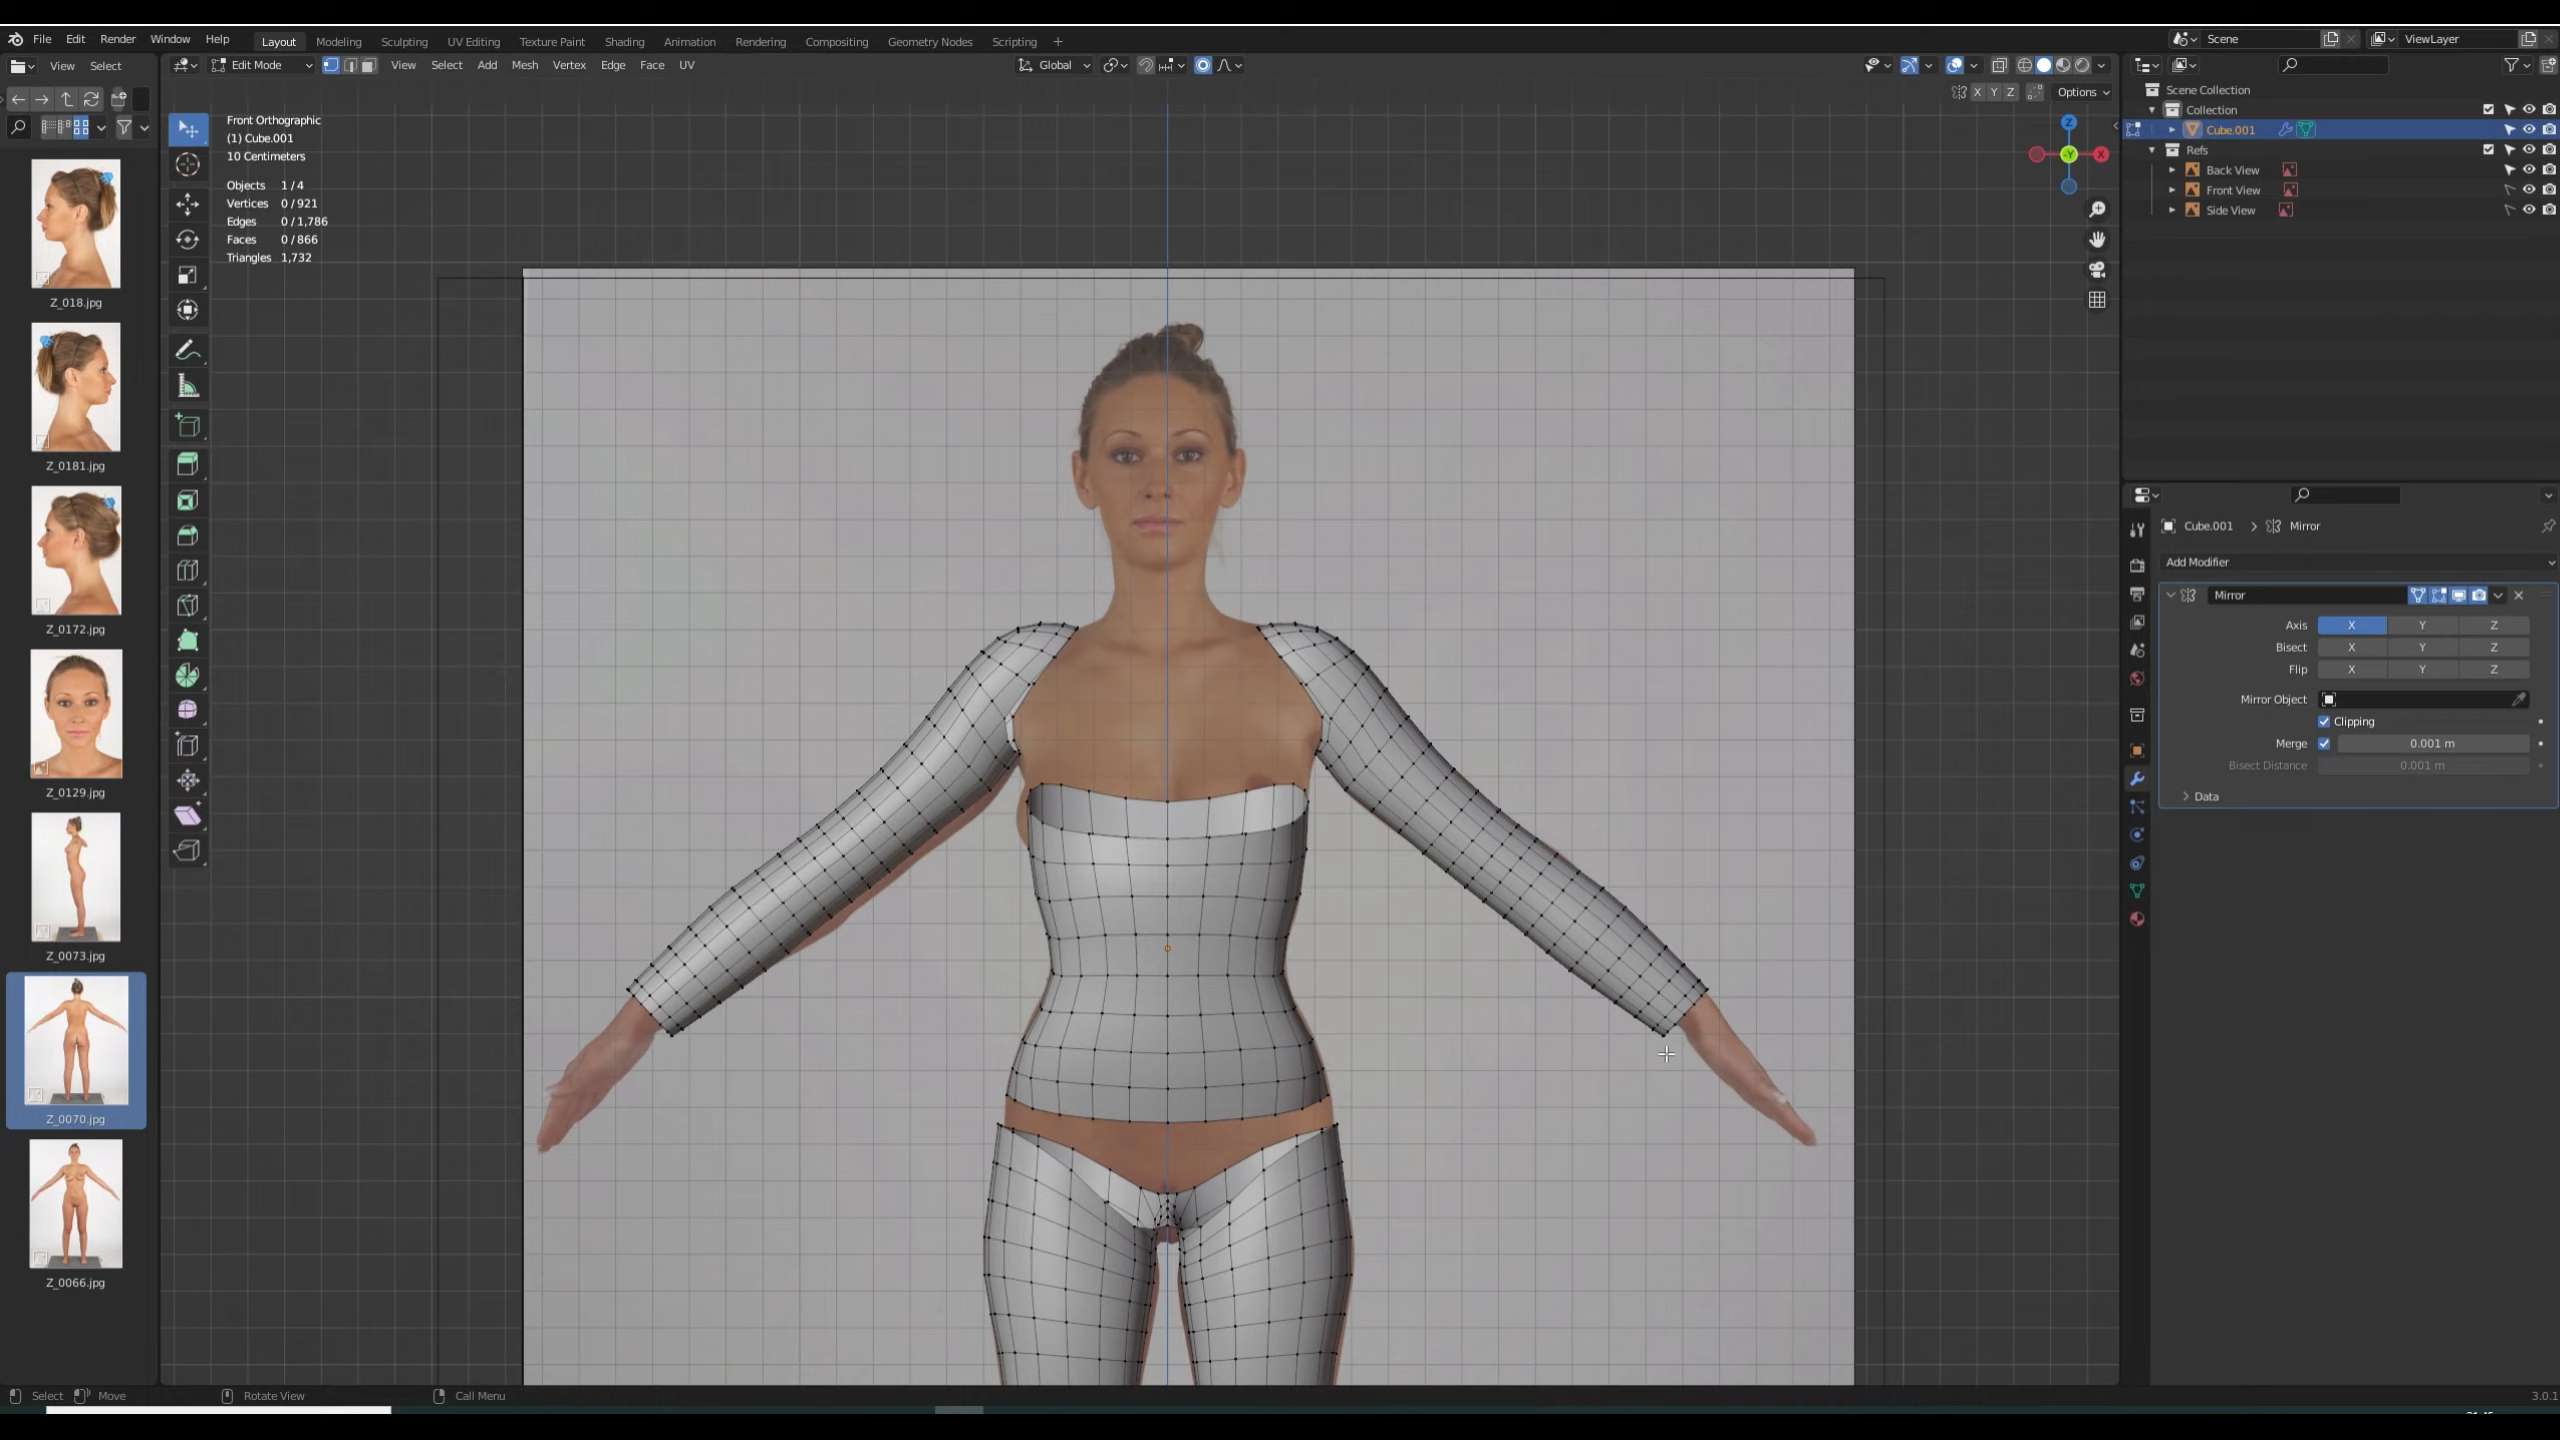 File Edit Render Window Help Layout Modeling Sculpting UV Editing Texture Paint Shading Animation Rendering Compositing Geometry Nodes Scripting + Scene ViewLayer
View Select Edit Mode View Select Add Mesh Vertex Edge Face UV Global
X Y Z Options
Front Orthographic
(1) Cube.001
10 Centimeters
Objects 1 / 4
Vertices 0 / 921
Edges 0 / 1,786
Faces 0 / 866
Triangles 1,732
Z
Y
X
Z_018.jpg
Z_0181.jpg
Z_0172.jpg
Z_0129.jpg
Z_0073.jpg
Z_0070.jpg
Z_0066.jpg
Scene Collection
Collection
Cube.001
Refs
Back View
Front View
Side View
Cube.001 > Mirror
Add Modifier
Mirror
Axis X Y Z
Bisect X Y Z
Flip X Y Z
Mirror Object
Clipping
Merge 0.001 m
Bisect Distance 0.001 m
Data
Select Move Rotate View Call Menu 3.0.1